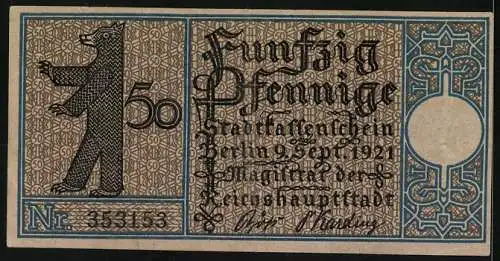 50
Fünfzig
Pfennige
Stadtkassenschein
Berlin 9. Sept. 1921
Magistrat der
Reichshauptstadt
Nr. 353153